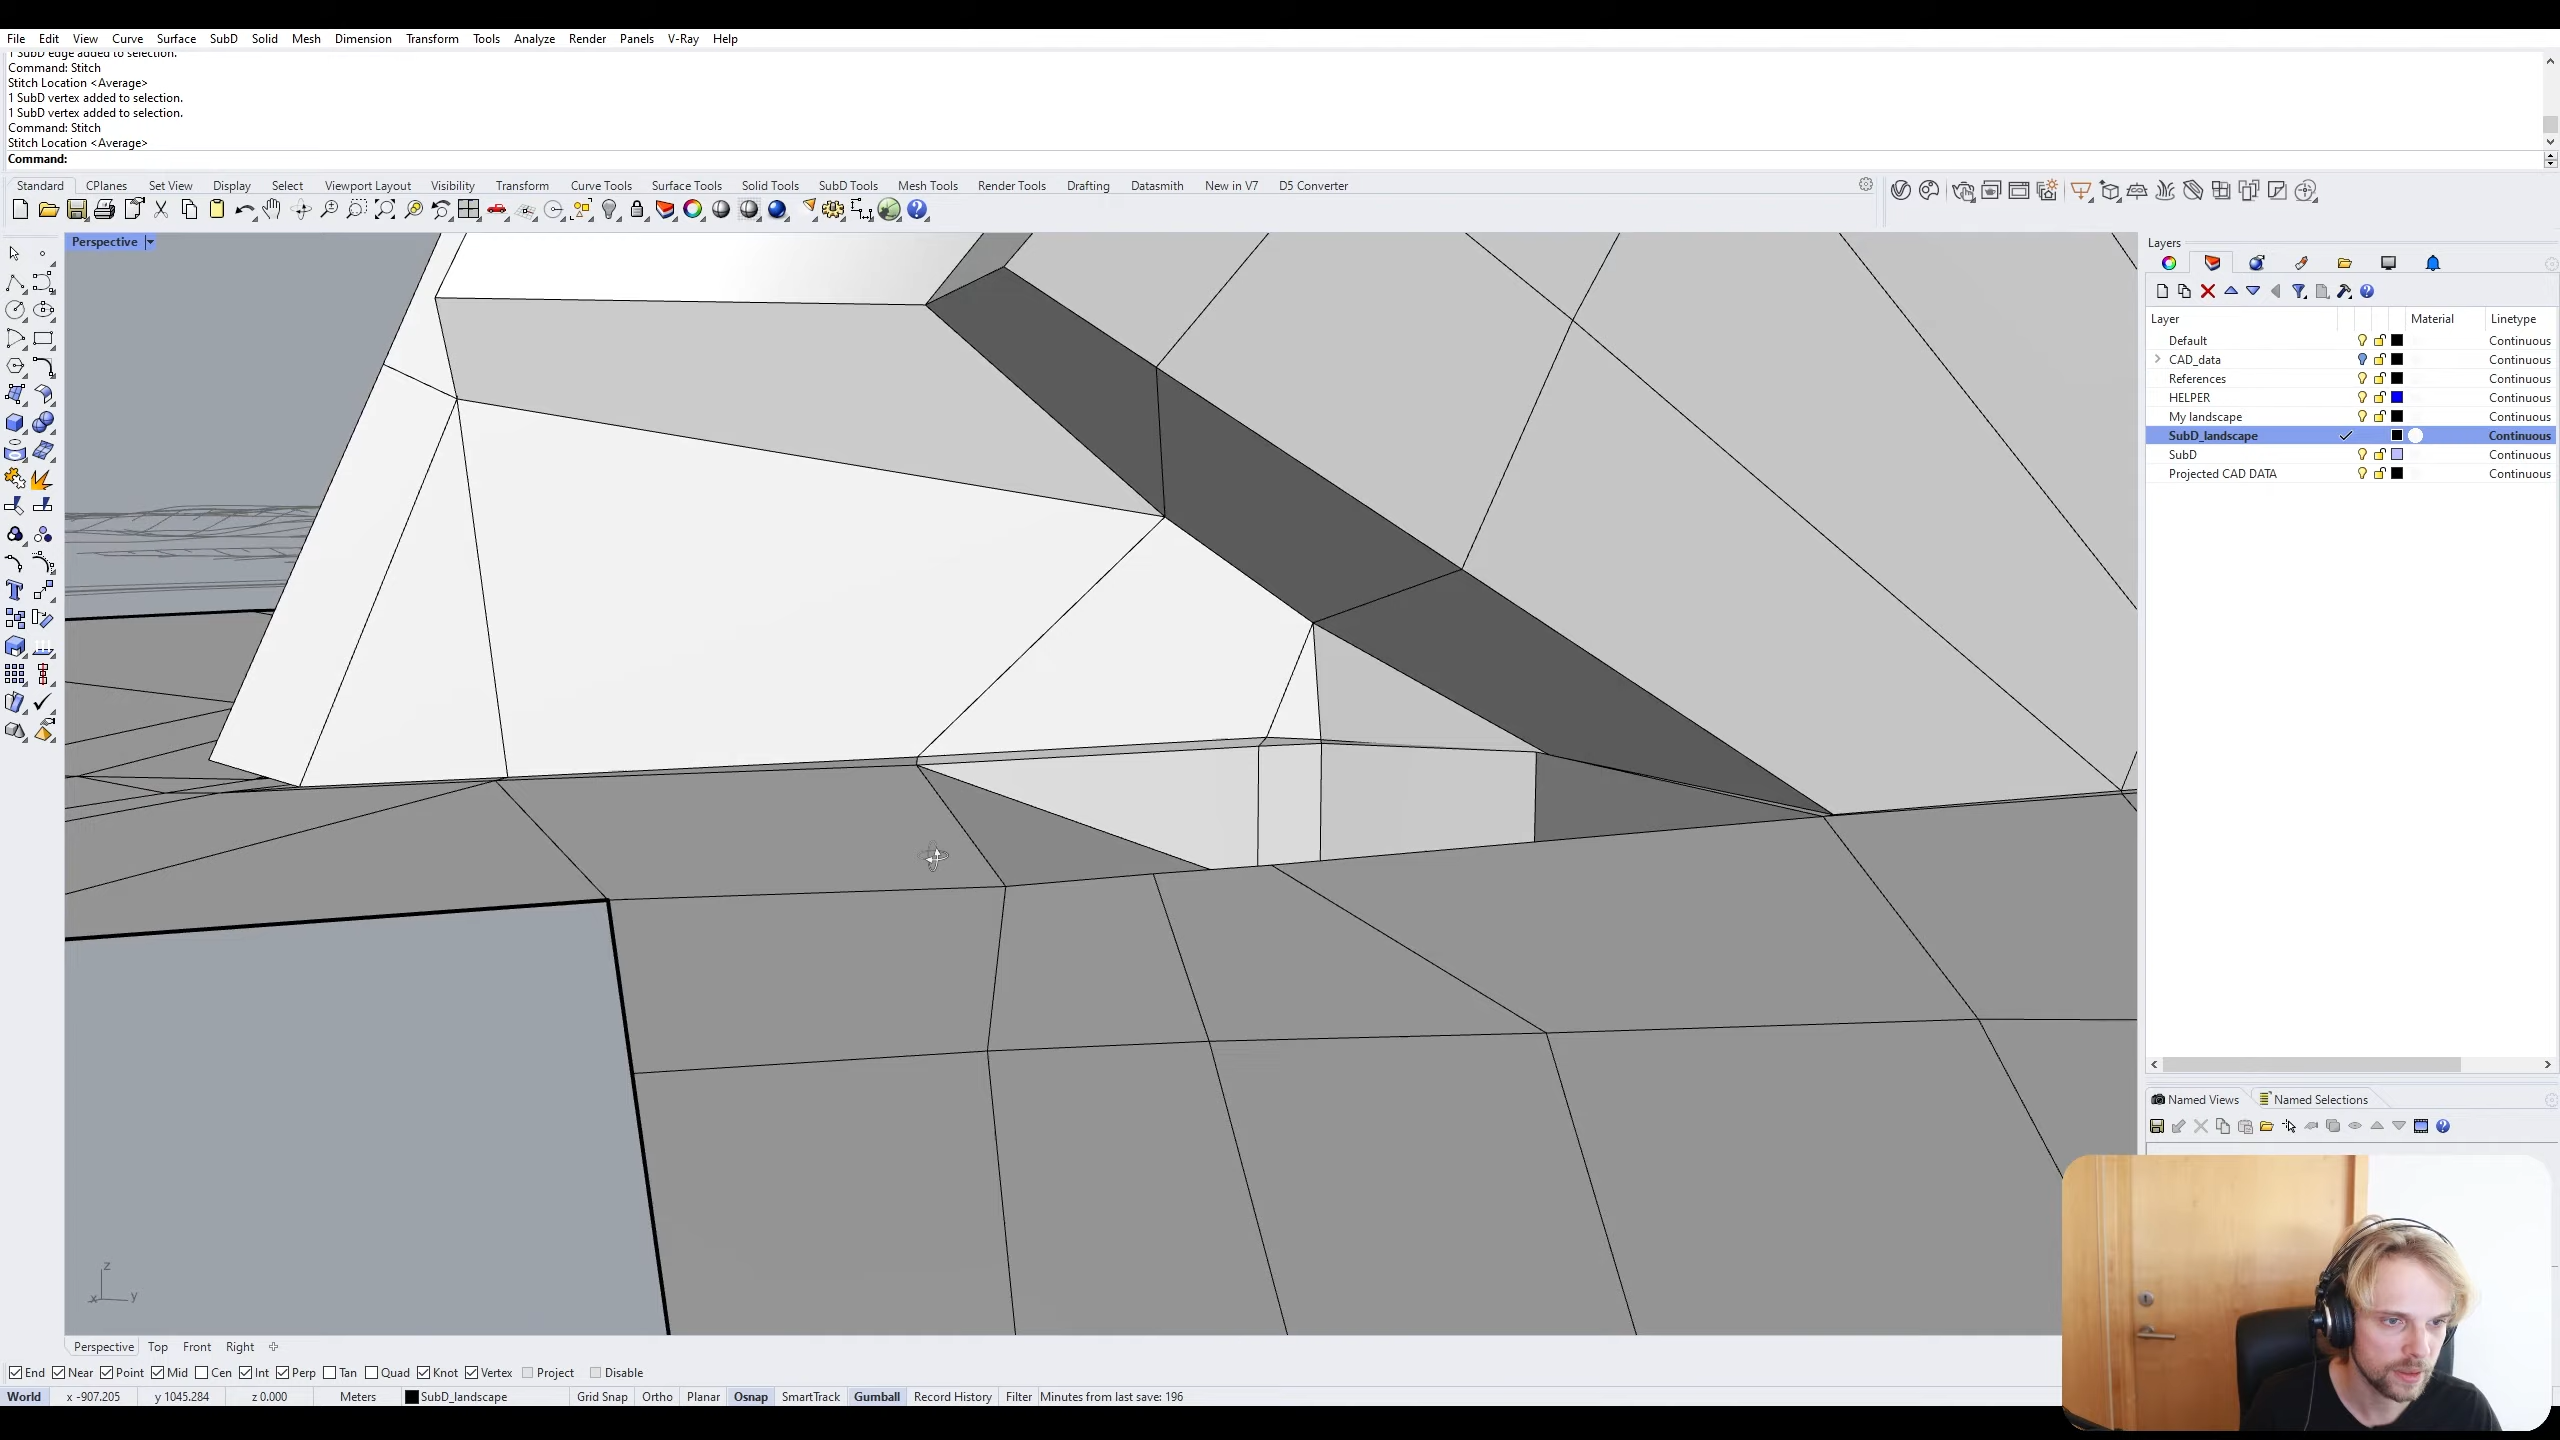 File Edit View Curve Surface SubD Solid Mesh Dimension Transform Tools Analyze Render Panels V-Ray Help
1 SubD edge added to selection.
Command: Stitch
Stitch Location <Average>
1 SubD vertex added to selection.
1 SubD vertex added to selection.
Command: Stitch
Stitch Location <Average>
Command:
Standard CPlanes Set View Display Select Viewport Layout Visibility Transform Curve Tools Surface Tools Solid Tools SubD Tools Mesh Tools Render Tools Drafting Datasmith New in V7 D5 Converter
Perspective
Layers
Layer Material Linetype
Default Continuous
CAD_data Continuous
References Continuous
HELPER Continuous
My landscape Continuous
SubD_landscape Continuous
SubD Continuous
Projected CAD DATA Continuous
Named Views Named Selections
z
x y
Perspective Top Front Right
End Near Point Mid Cen Int Perp Tan Quad Knot Vertex Project Disable
World x -907.205 y 1045.284 z 0.000 Meters SubD_landscape Grid Snap Ortho Planar Osnap SmartTrack Gumball Record History Filter Minutes from last save: 196